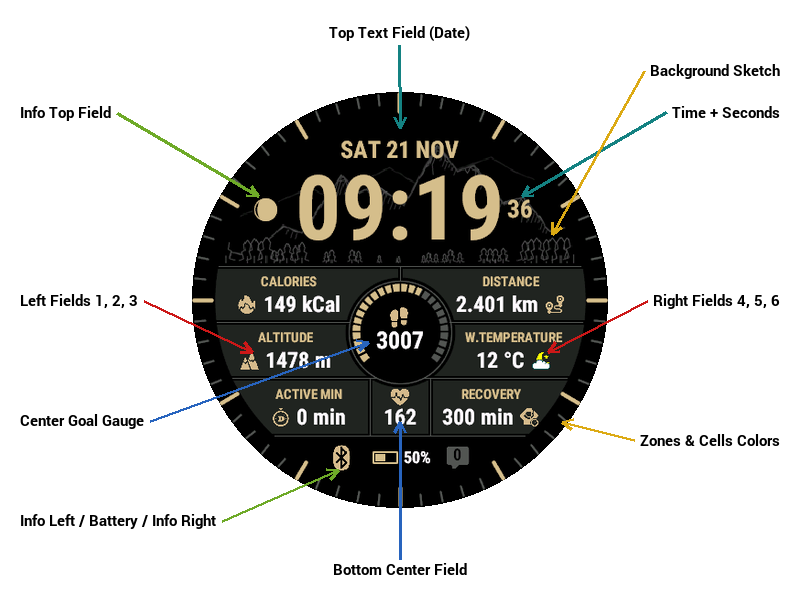 Top Text Field (Date)
Background Sketch
Info Top Field
Time + Seconds
SAT 21 NOV
09:19 36
CALORIES
149 kCal
DISTANCE
2.401 km
Left Fields 1, 2, 3
Right Fields 4, 5, 6
3007
ALTITUDE
1478 m
W.TEMPERATURE
12 °C
ACTIVE MIN
D 0 min
162
RECOVERY
300 min
Center Goal Gauge
Zones & Cells Colors
50%
0
Info Left / Battery / Info Right
Bottom Center Field